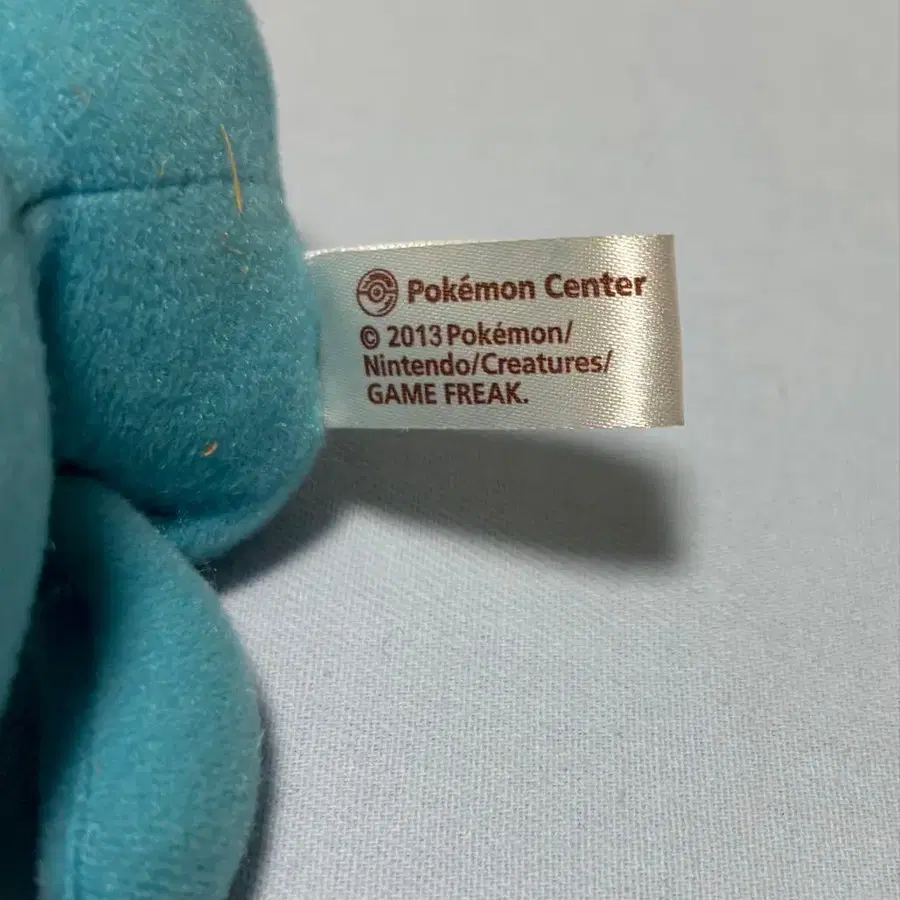 Pokémon Center
© 2013 Pokémon/
Nintendo/Creatures/
GAME FREAK.